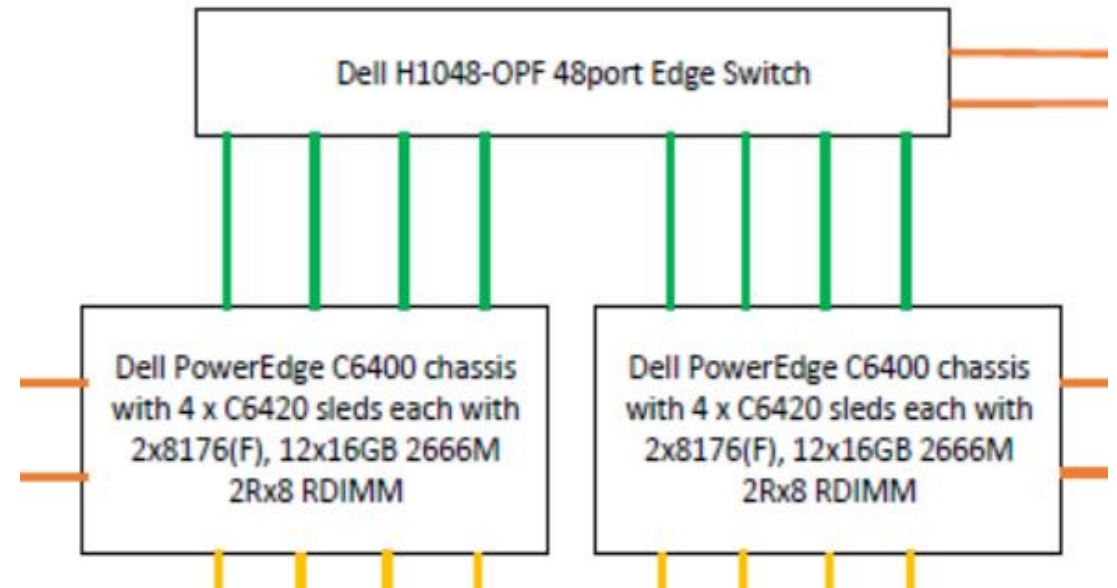 Dell H1048-OPF 48port Edge Switch
Dell PowerEdge C6400 chassis
with 4 x C6420 sleds each with
2x8176(F), 12x16GB 2666M
2Rx8 RDIMM
Dell PowerEdge C6400 chassis
with 4 x C6420 sleds each with
2x8176(F), 12x16GB 2666M
2Rx8 RDIMM